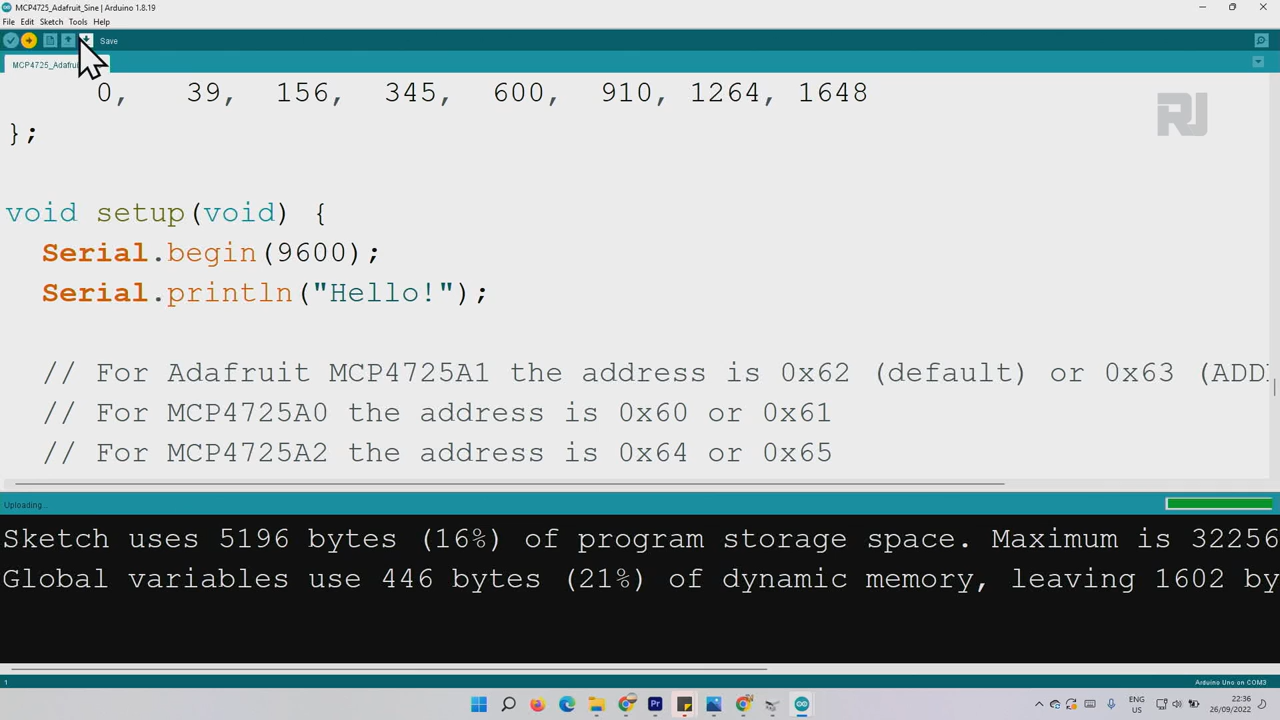 MCP4725_Adafruit_Sine | Arduino 1.8.19
File Edit Sketch Tools Help
Save
MCP4725_Adafrui
0, 39, 156, 345, 600, 910, 1264, 1648
};
RJ
void setup(void) {
Serial.begin(9600);
Serial.println("Hello!");
// For Adafruit MCP4725A1 the address is 0x62 (default) or 0x63 (ADD
// For MCP4725A0 the address is 0x60 or 0x61
// For MCP4725A2 the address is 0x64 or 0x65
Uploading...
Sketch uses 5196 bytes (16%) of program storage space. Maximum is 32256
Global variables use 446 bytes (21%) of dynamic memory, leaving 1602 by
1
Arduino Uno on COM3
Pr
ENG
US
22:36
26/09/2022